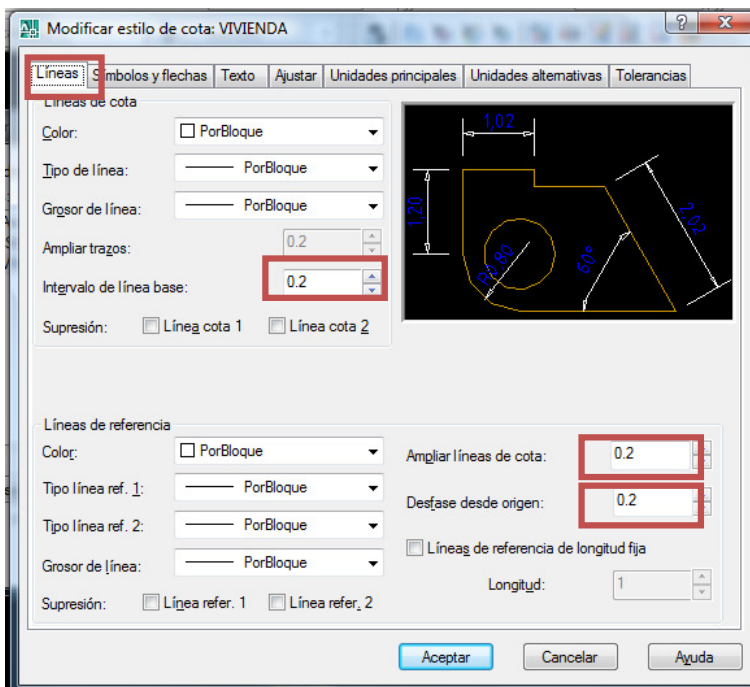 Modificar estilo de cota: VIVIENDA
Líneas
Símbolos y flechas
Texto
Ajustar
Unidades principales
Unidades alternativas
Tolerancias
Líneas de cota
Color: PorBloque
Tipo de línea: PorBloque
Grosor de línea: PorBloque
Ampliar trazos: 0.2
Intervalo de línea base: 0.2
Supresión: Línea cota 1 Línea cota 2
1,02
1,20
2,02
R0,80
60°
Líneas de referencia
Color: PorBloque
Tipo línea ref. 1: PorBloque
Tipo línea ref. 2: PorBloque
Grosor de línea: PorBloque
Supresión: Línea refer. 1 Línea refer. 2
Ampliar líneas de cota: 0.2
Desfase desde origen: 0.2
Líneas de referencia de longitud fija
Longitud: 1
Aceptar
Cancelar
Ayuda